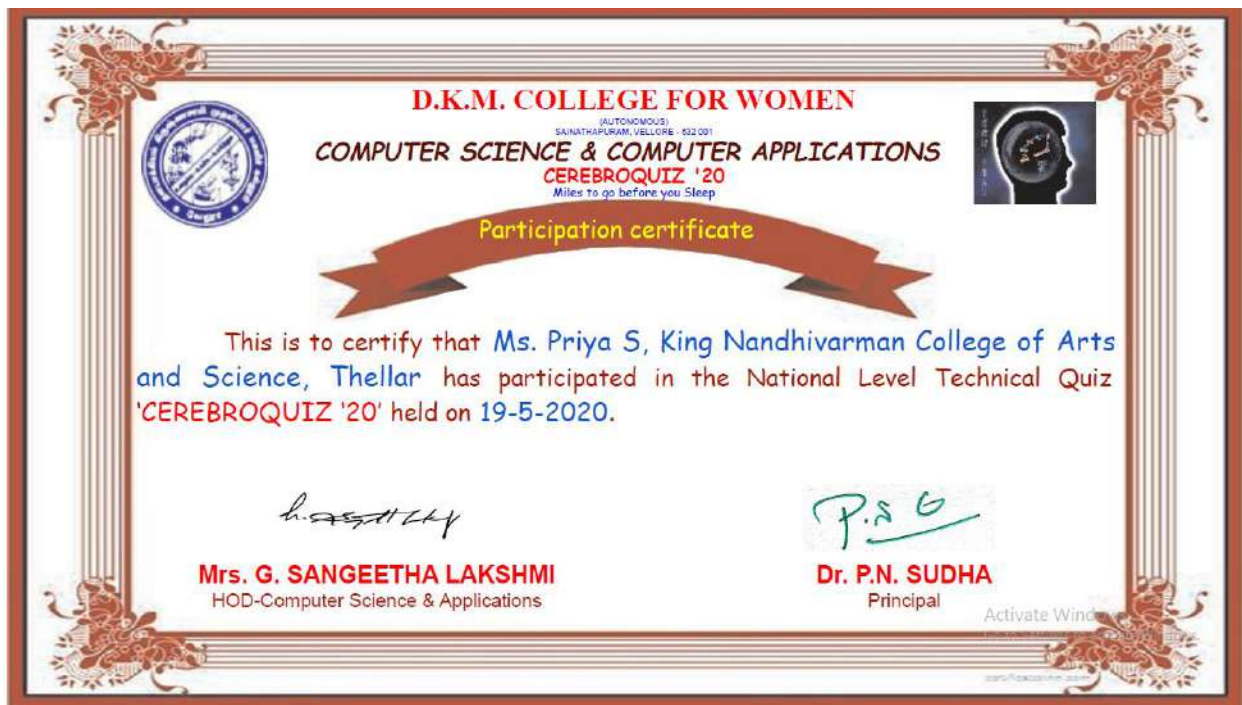 D.K.M. COLLEGE FOR WOMEN
(AUTONOMOUS)
SAINATHAPURAM, VELLORE - 632 001
COMPUTER SCIENCE & COMPUTER APPLICATIONS
CEREBROQUIZ '20
Miles to go before you Sleep
Participation certificate
This is to certify that Ms. Priya S, King Nandhivarman College of Arts
and Science, Thellar has participated in the National Level Technical Quiz
'CEREBROQUIZ '20' held on 19-5-2020.
P.S
Mrs. G. SANGEETHA LAKSHMI
Dr. P.N. SUDHA
HOD-Computer Science & Applications
Principal
Activate